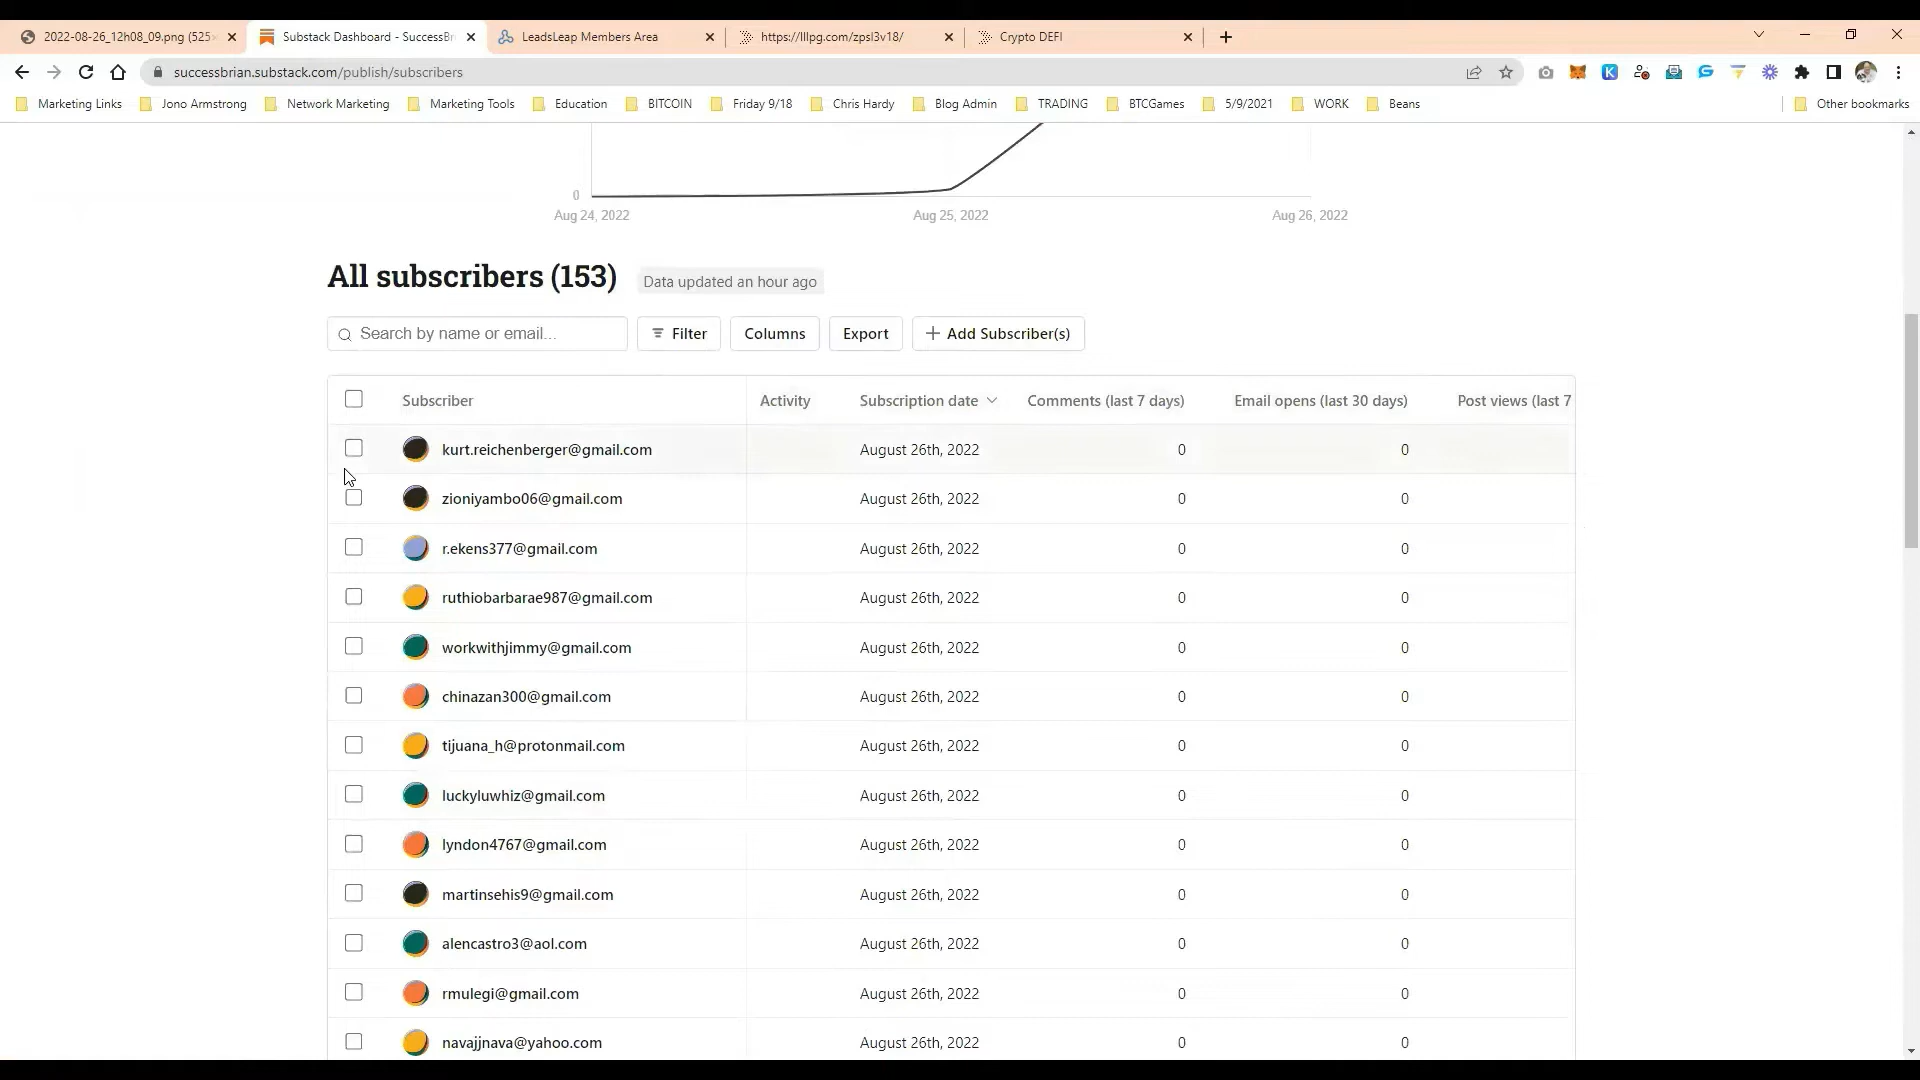 2022-08-26_12h08_09.png (525×
Substack Dashboard - SuccessBr
LeadsLeap Members Area
https://lllpg.com/zpsl3v18/
Crypto DEFI
successbrian.substack.com/publish/subscribers
Marketing Links
Jono Armstrong
Network Marketing
Marketing Tools
Education
BITCOIN
Friday 9/18
Chris Hardy
Blog Admin
TRADING
BTCGames
5/9/2021
WORK
Beans
Other bookmarks
0
Aug 24, 2022
Aug 25, 2022
Aug 26, 2022
All subscribers (153)
Data updated an hour ago
Search by name or email...
Filter
Columns
Export
Add Subscriber(s)
Subscriber Activity Subscription date Comments (last 7 days) Email opens (last 30 days) Post views (last 7
kurt.reichenberger@gmail.com August 26th, 2022 0 0
zioniyambo06@gmail.com August 26th, 2022 0 0
r.ekens377@gmail.com August 26th, 2022 0 0
ruthiobarbarae987@gmail.com August 26th, 2022 0 0
workwithjimmy@gmail.com August 26th, 2022 0 0
chinazan300@gmail.com August 26th, 2022 0 0
tijuana_h@protonmail.com August 26th, 2022 0 0
luckyluwhiz@gmail.com August 26th, 2022 0 0
lyndon4767@gmail.com August 26th, 2022 0 0
martinsehis9@gmail.com August 26th, 2022 0 0
alencastro3@aol.com August 26th, 2022 0 0
rmulegi@gmail.com August 26th, 2022 0 0
navajjnava@yahoo.com August 26th, 2022 0 0